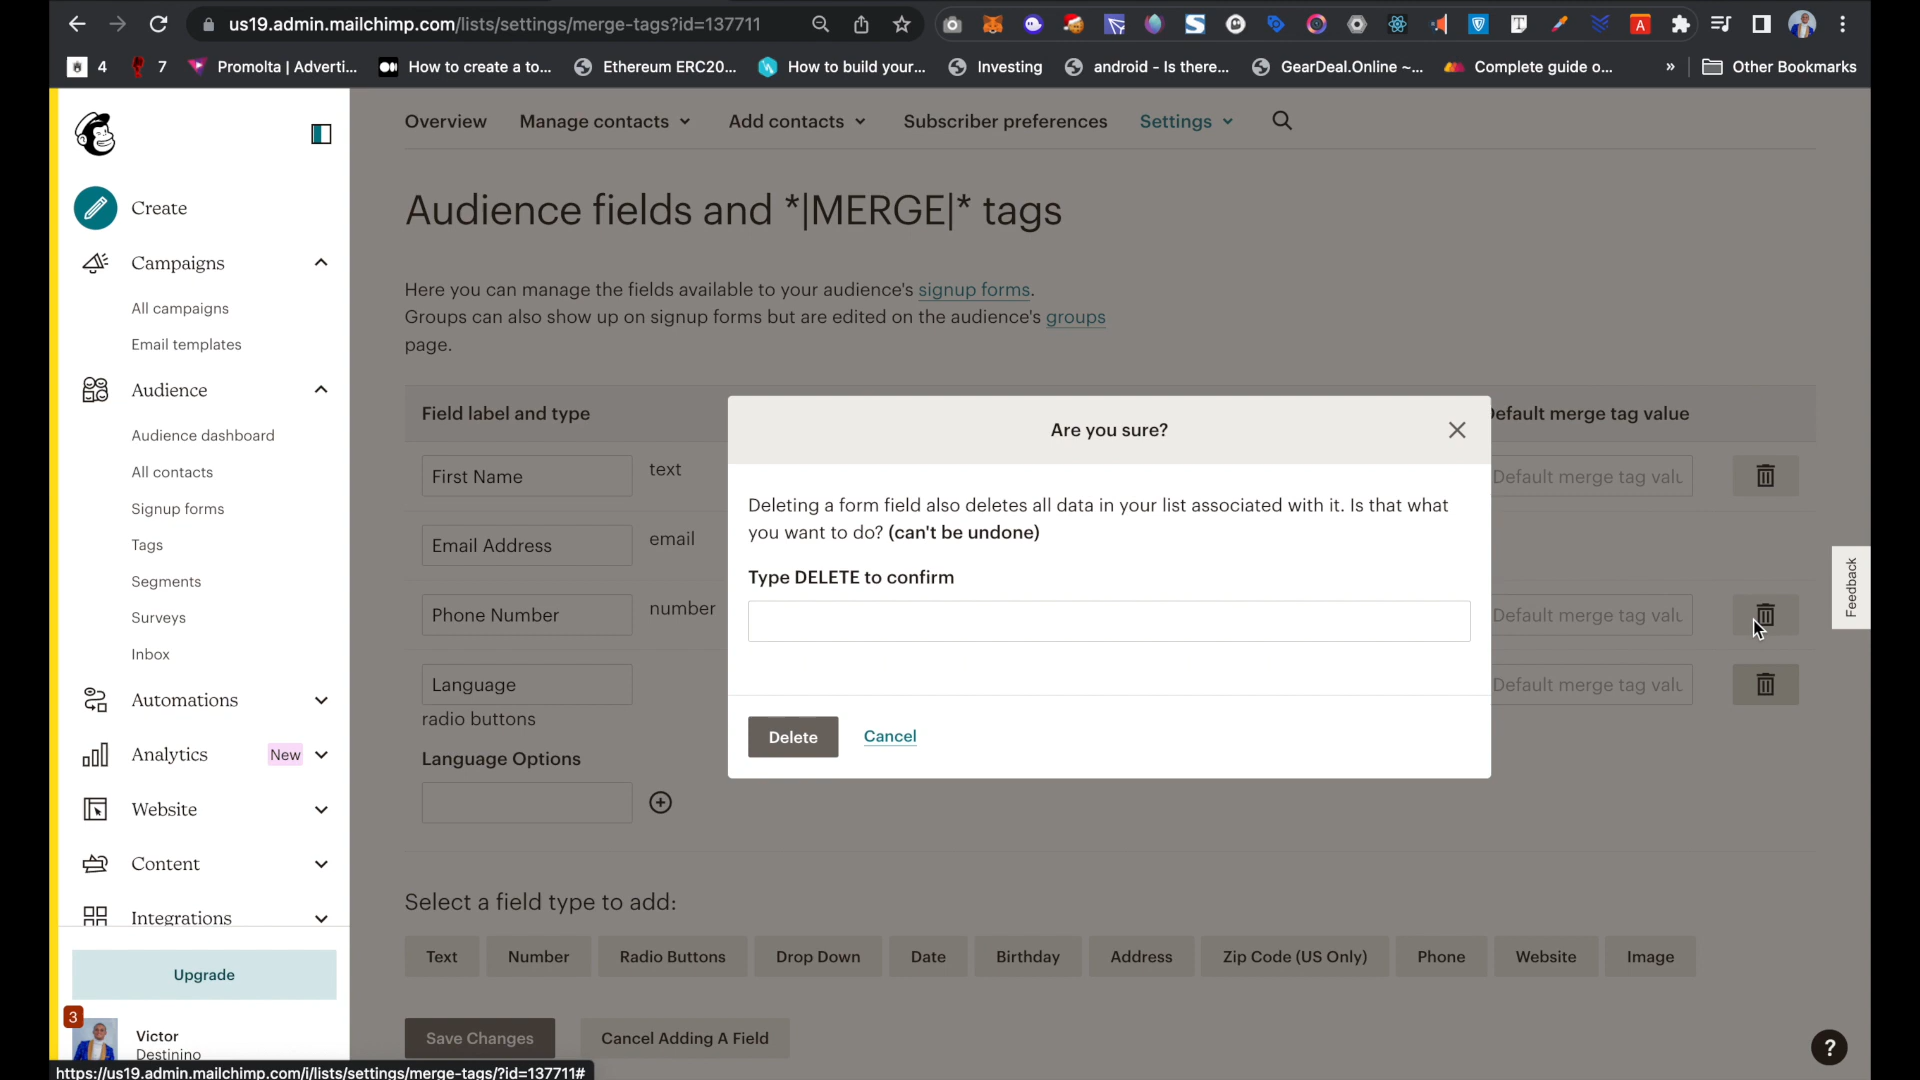 us19.admin.mailchimp.com/lists/settings/merge-tags?id=137711
4
7
Promolta | Adverti...
How to create a to...
Ethereum ERC20...
How to build your...
Investing
android - Is there...
GearDeal.Online ~...
Complete guide o...
»
Other Bookmarks
Create
Campaigns
All campaigns
Email templates
Audience
Audience dashboard
All contacts
Signup forms
Tags
Segments
Surveys
Inbox
Automations
Analytics New
Website
Content
Integrations
Upgrade
3
Victor
Destinino
Overview Manage contacts Add contacts Subscriber preferences Settings
Audience fields and *|MERGE|* tags
Here you can manage the fields available to your audience's signup forms.
Groups can also show up on signup forms but are edited on the audience's groups
page.
Field label and type
Default merge tag value
First Name text
Default merge tag valu
Email Address email
Phone Number number
Default merge tag valu
Language
Default merge tag valu
radio buttons
Language Options
Are you sure?
Deleting a form field also deletes all data in your list associated with it. Is that what
you want to do? (can't be undone)
Type DELETE to confirm
Delete Cancel
Select a field type to add:
Text Number Radio Buttons Drop Down Date Birthday Address Zip Code (US Only) Phone Website Image
Save Changes Cancel Adding A Field
Feedback
?
https://us19.admin.mailchimp.com/i/lists/settings/merge-tags/?id=137711#